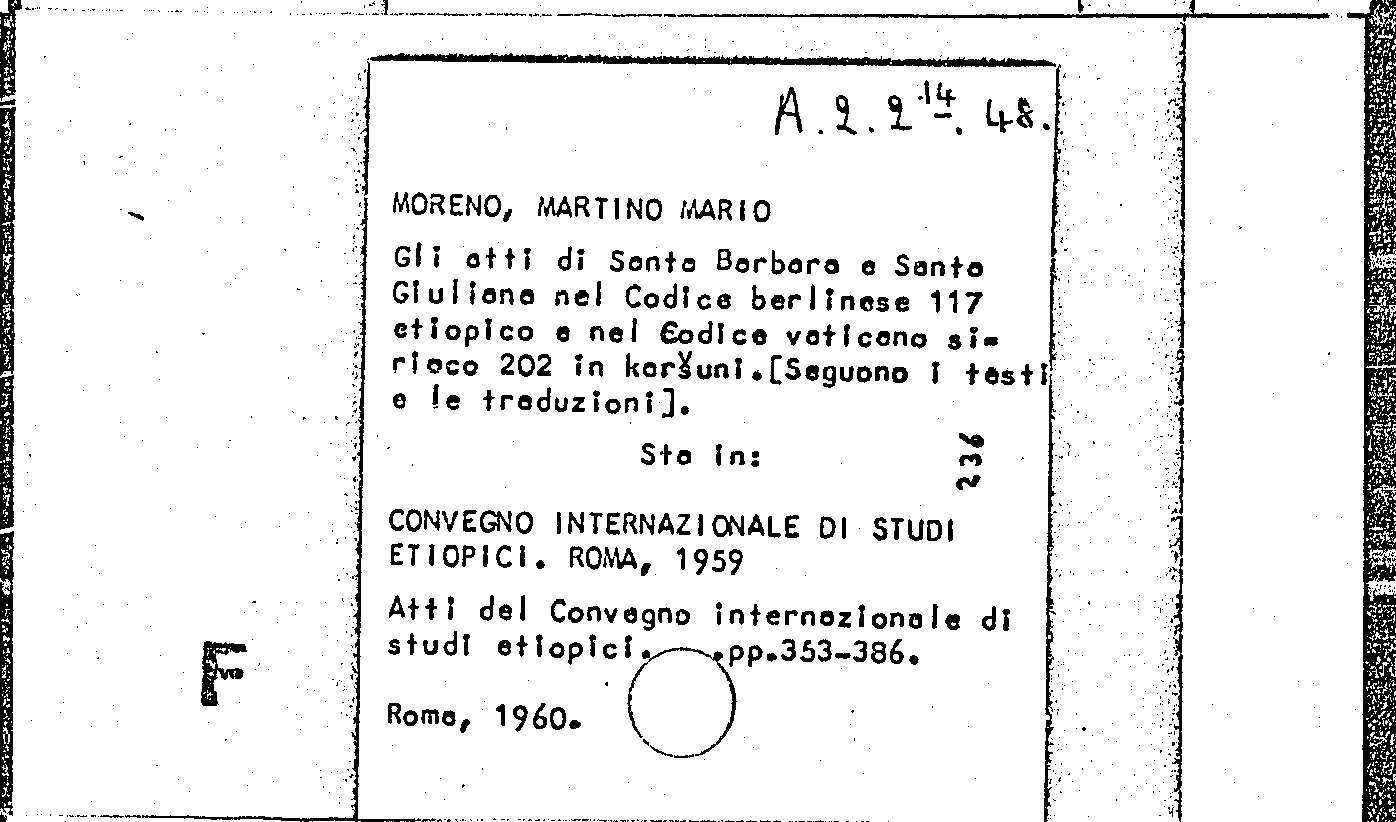 A.2.2 14. 48.
MORENO, MARTINO MARIO
Gli atti di Santa Barbara e Santa
Giuliana nel Codice berlinese 117
etiopico e nel Codice vaticano si-
riaco 202 in karšuni.[Seguono i testi
e le traduzioni].
Sta in:
236
CONVEGNO INTERNAZIONALE DI STUDI
ETIOPICI. ROMA, 1959
Atti del Convegno internazionale di
studi etiopici. .pp.353-386.
Roma, 1960.
F